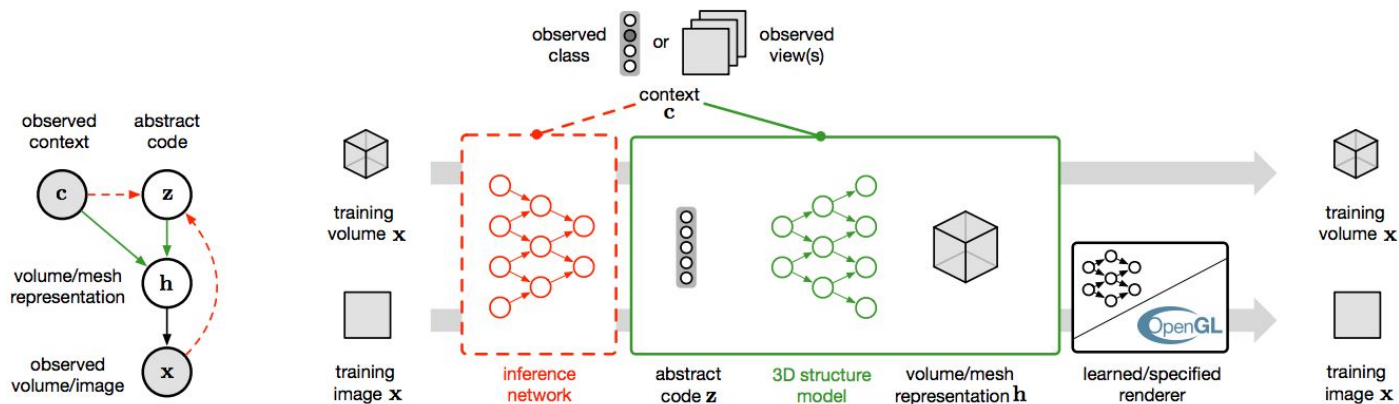 observed
class
or
observed
view(s)
context
c
observed
context
abstract
code
c
z
volume/mesh
representation
h
observed
volume/image
x
training
volume x
training
image x
inference
network
abstract
code z
3D structure
model
volume/mesh
representation h
OpenGL
learned/specified
renderer
training
volume x
training
image x